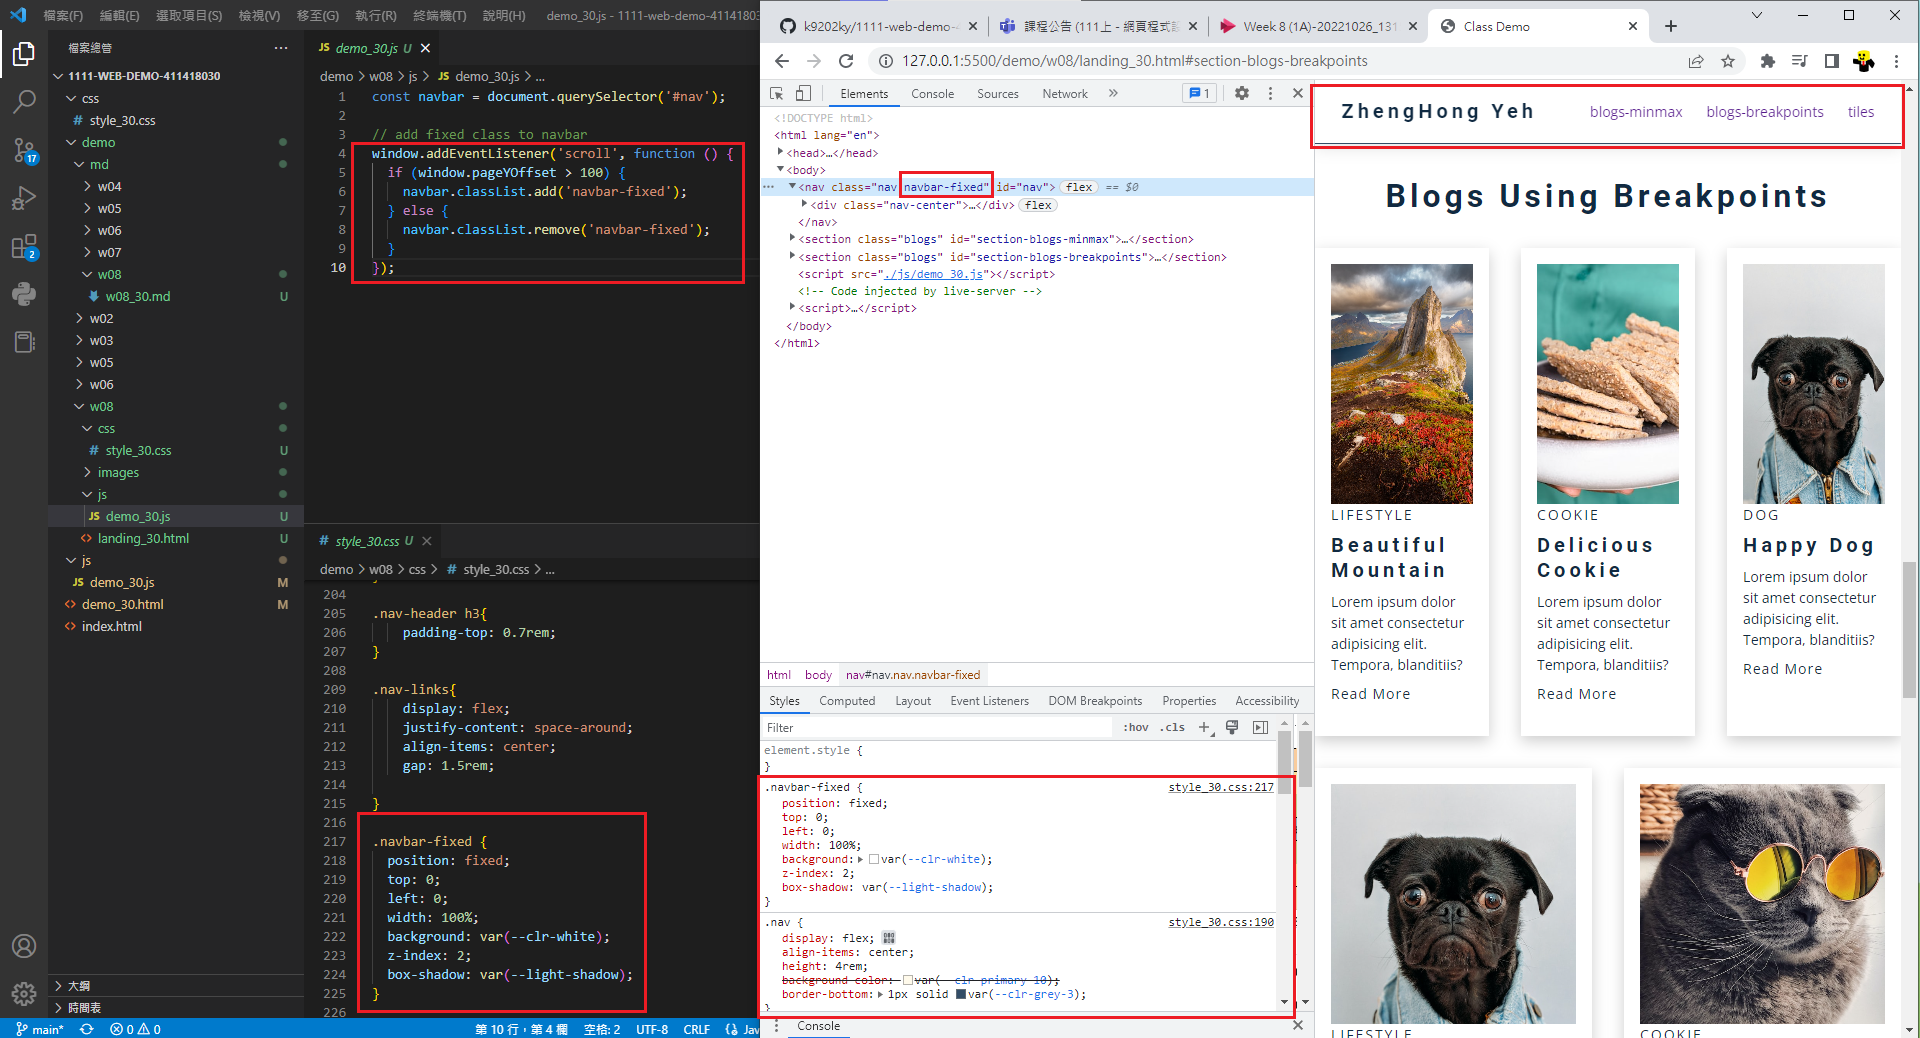 檔案(F) 編輯(E) 選取項目(S) 檢視(V) 移至(G) 執行(R) 終端機(T) 說明(H) demo_30.js - 1111-web-demo-411418030
檔案總管 ···
1111-WEB-DEMO-411418030
css
# style_30.css
demo
md
w04
w05
w06
w07
w08
w08_30.md U
w02
w03
w05
w06
w08
css
# style_30.css U
images
js
JS demo_30.js U
<> landing_30.html U
js
JS demo_30.js M
<> demo_30.html M
<> index.html
大綱
時間表
17
2
JS demo_30.js U
demo > w08 > js > JS demo_30.js > ...
1 const navbar = document.querySelector('#nav');
2
3 // add fixed class to navbar
4 window.addEventListener('scroll', function () {
5 if (window.pageYOffset > 100) {
6 navbar.classList.add('navbar-fixed');
7 } else {
8 navbar.classList.remove('navbar-fixed');
9 }
10 });
# style_30.css U
demo > w08 > css > # style_30.css > ...
204
205 .nav-header h3{
206 padding-top: 0.7rem;
207 }
208
209 .nav-links{
210 display: flex;
211 justify-content: space-around;
212 align-items: center;
213 gap: 1.5rem;
214
215 }
216
217 .navbar-fixed {
218 position: fixed;
219 top: 0;
220 left: 0;
221 width: 100%;
222 background: var(--clr-white);
223 z-index: 2;
224 box-shadow: var(--light-shadow);
225 }
226
main* 0 0 第 10 行，第 4 欄 空格: 2 UTF-8 CRLF Jav
k9202ky/1111-web-demo- 課程公告 (111上 - 網頁程式 Week 8 (1A)-20221026_131 Class Demo
127.0.0.1:5500/demo/w08/landing_30.html#section-blogs-breakpoints
Elements Console Sources Network » 1
<!DOCTYPE html>
<html lang="en">
<head>…</head>
<body>
··· <nav class="nav navbar-fixed" id="nav"> flex == $0
<div class="nav-center">…</div> flex
</nav>
<section class="blogs" id="section-blogs-minmax">…</section>
<section class="blogs" id="section-blogs-breakpoints">…</section>
<script src="./js/demo_30.js"></script>
<!-- Code injected by live-server -->
<script>…</script>
</body>
</html>
html body nav#nav.nav.navbar-fixed
Styles Computed Layout Event Listeners DOM Breakpoints Properties Accessibility
Filter :hov .cls
element.style {
}
.navbar-fixed { style_30.css:217
position: fixed;
top: 0;
left: 0;
width: 100%;
background: var(--clr-white);
z-index: 2;
box-shadow: var(--light-shadow);
}
.nav { style_30.css:190
display: flex;
align-items: center;
height: 4rem;
background-color: var(--clr-primary-10);
border-bottom: 1px solid var(--clr-grey-3);
}
Console
ZhengHong Yeh blogs-minmax blogs-breakpoints tiles
Blogs Using Breakpoints
LIFESTYLE
Beautiful
Mountain
Lorem ipsum dolor
sit amet consectetur
adipisicing elit.
Tempora, blanditiis?
Read More
COOKIE
Delicious
Cookie
Lorem ipsum dolor
sit amet consectetur
adipisicing elit.
Tempora, blanditiis?
Read More
DOG
Happy Dog
Lorem ipsum dolor
sit amet consectetur
adipisicing elit.
Tempora, blanditiis?
Read More
LIFESTYLE
COOKIE